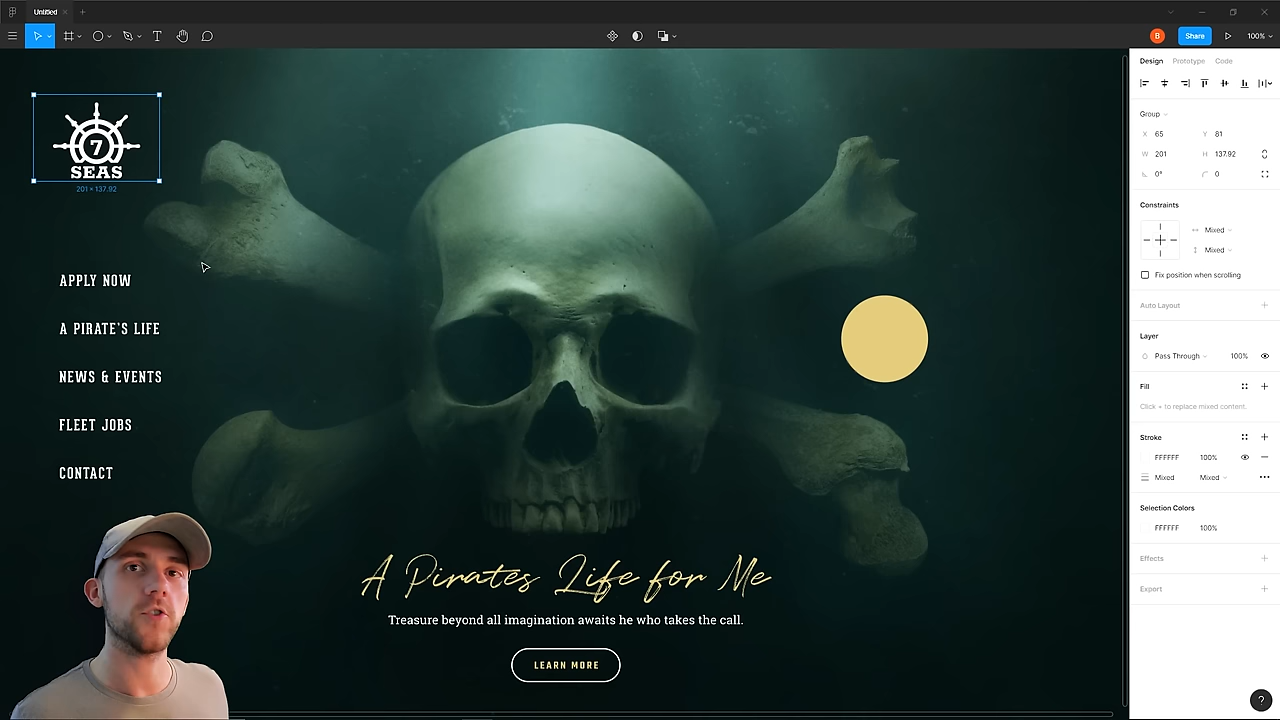 Untitled
B
Share
100%
Design Prototype Code
Group
X 65 Y 81
W 201 H 137.92
0° 0
Constraints
Mixed
Mixed
Fix position when scrolling
Auto Layout
Layer
Pass Through 100%
Fill
Click + to replace mixed content.
Stroke
FFFFFF 100%
Mixed Mixed
Selection Colors
FFFFFF 100%
Effects
Export
?
7
SEAS
201 × 137.92
APPLY NOW
A PIRATE'S LIFE
NEWS & EVENTS
FLEET JOBS
CONTACT
A Pirates Life for Me
Treasure beyond all imagination awaits he who takes the call.
LEARN MORE